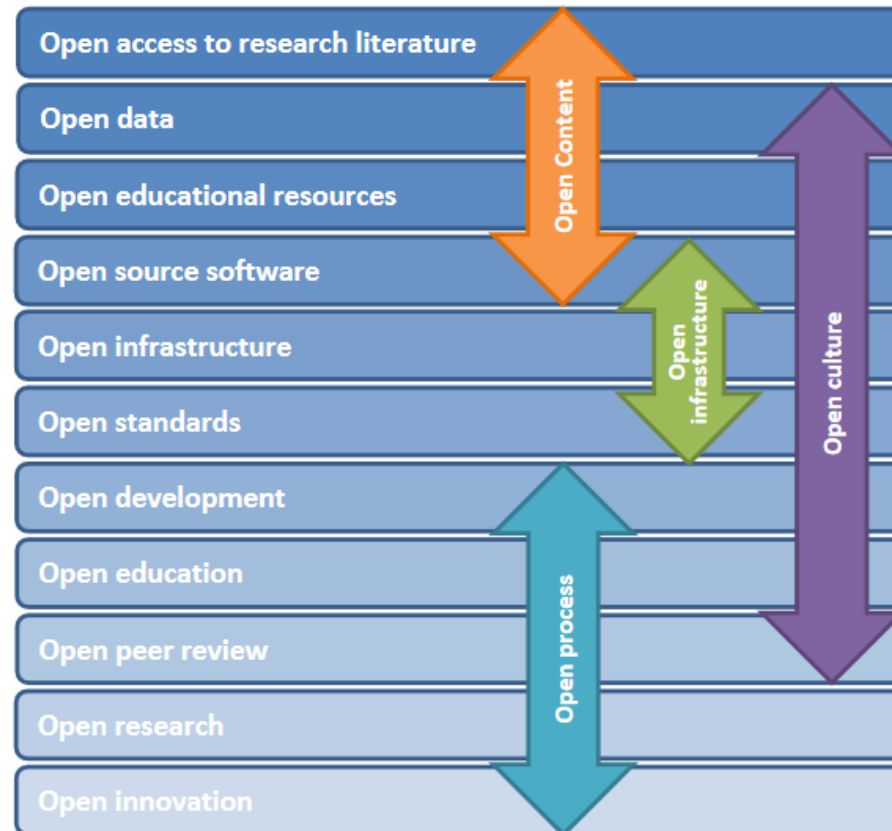 Open access to research literature
Open data
Open educational resources
Open source software
Open infrastructure
Open standards
Open development
Open education
Open peer review
Open research
Open innovation
Open Content
Open
infrastructure
Open culture
Open process